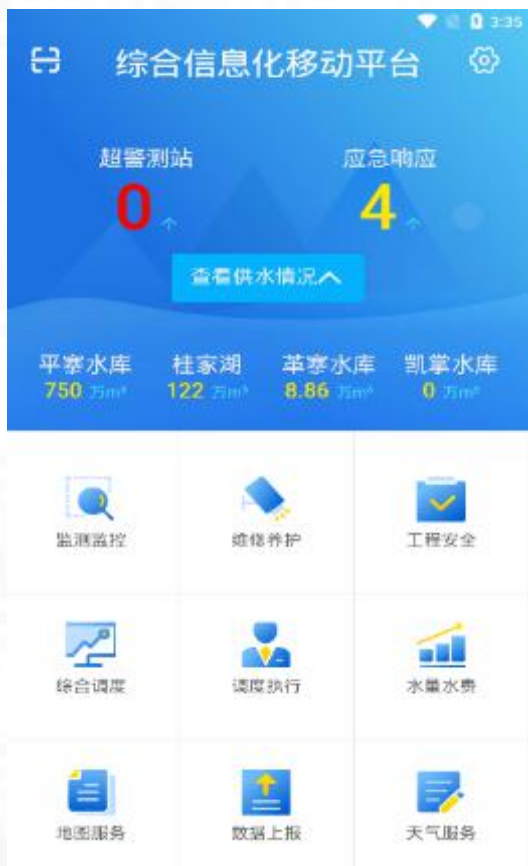 3:35
综合信息化移动平台
超警测站 应急响应
0 4
查看供水情况
平寨水库 桂家湖 革寨水库 凯掌水库
750 万m³ 122 万m³ 8.86 万m³ 0 万m³
监测监控 维修养护 工程安全
综合调度 调度执行 水量水费
地图服务 数据上报 天气服务